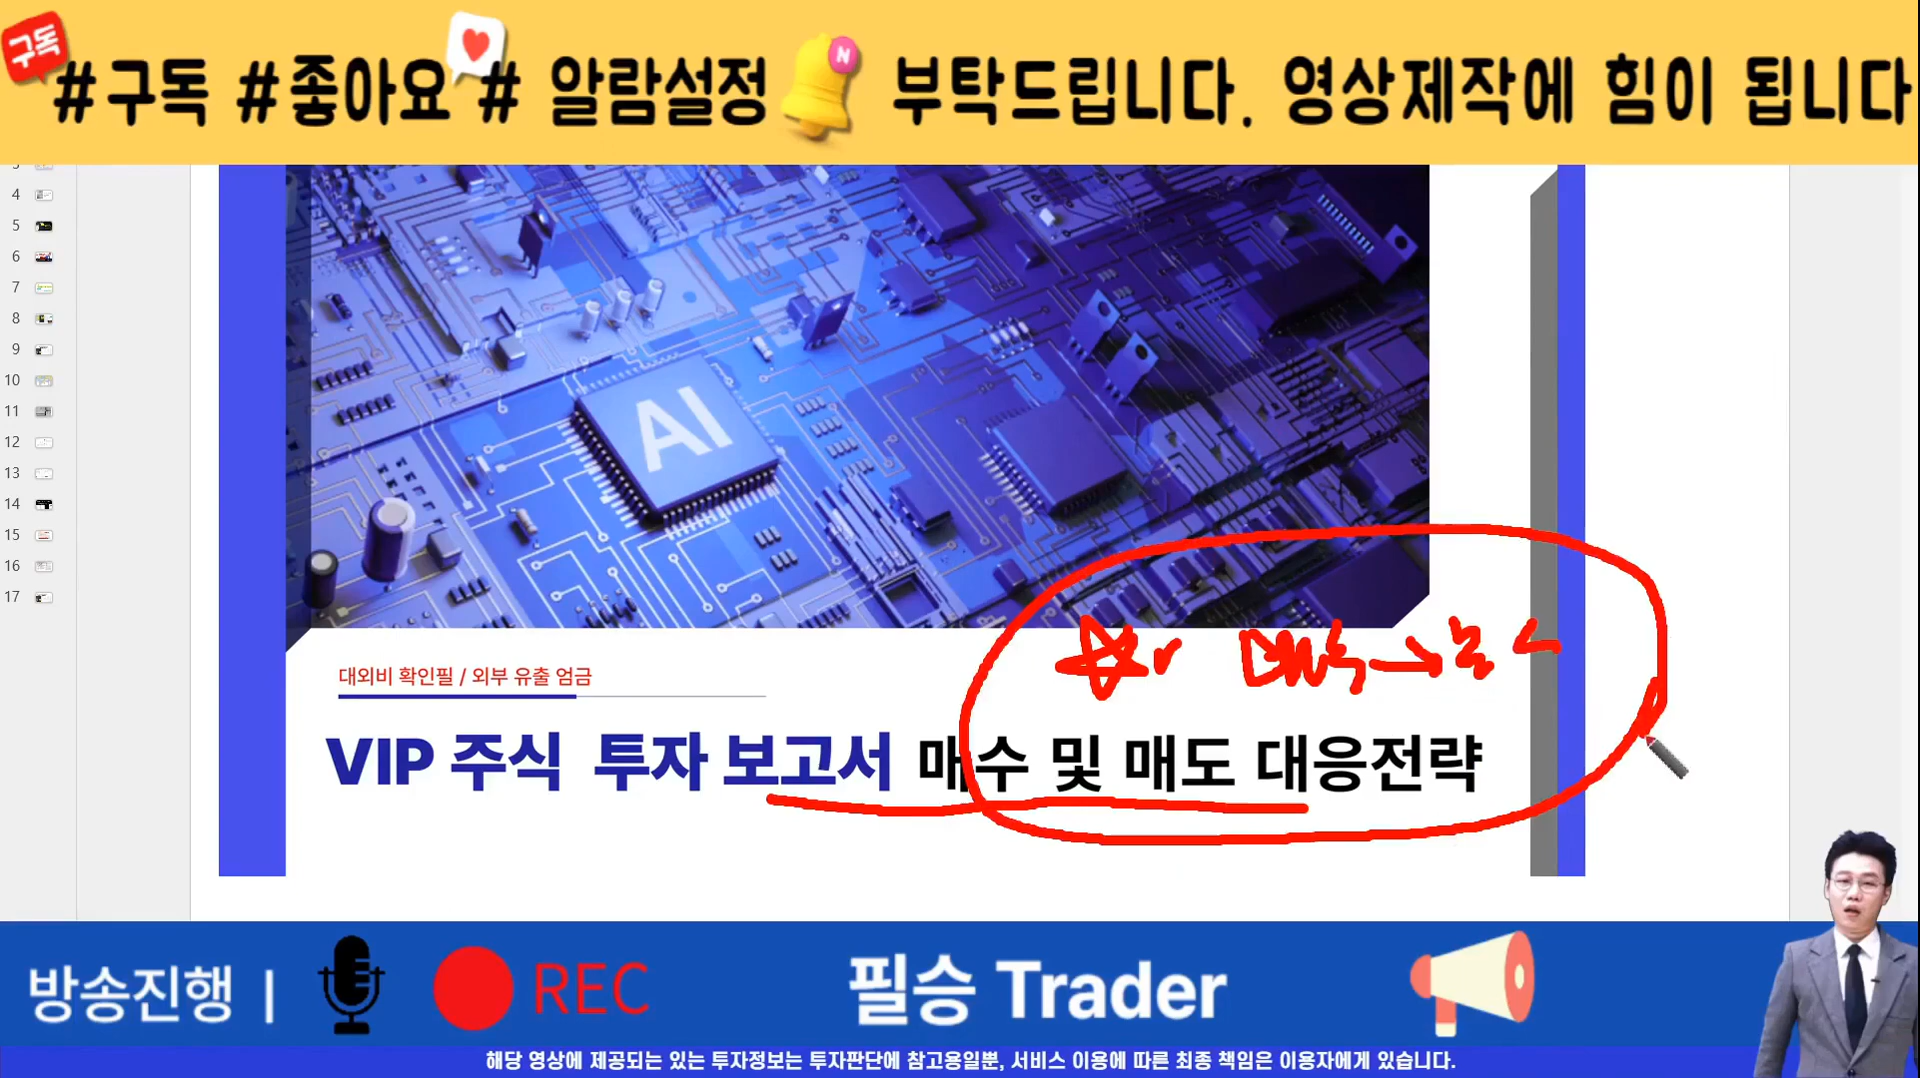 구독
#구독 #좋아요 # 알람설정 N 부탁드립니다. 영상제작에 힘이 됩니다
4
5
6
7
8
9
10
11
12
13
14
15
16
17
AI
대외비 확인필 / 외부 유출 엄금
VIP 주식 투자 보고서 매수 및 매도 대응전략
방송진행 | REC 필승 Trader
해당 영상에 제공되는 있는 투자정보는 투자판단에 참고용일뿐, 서비스 이용에 따른 최종 책임은 이용자에게 있습니다.